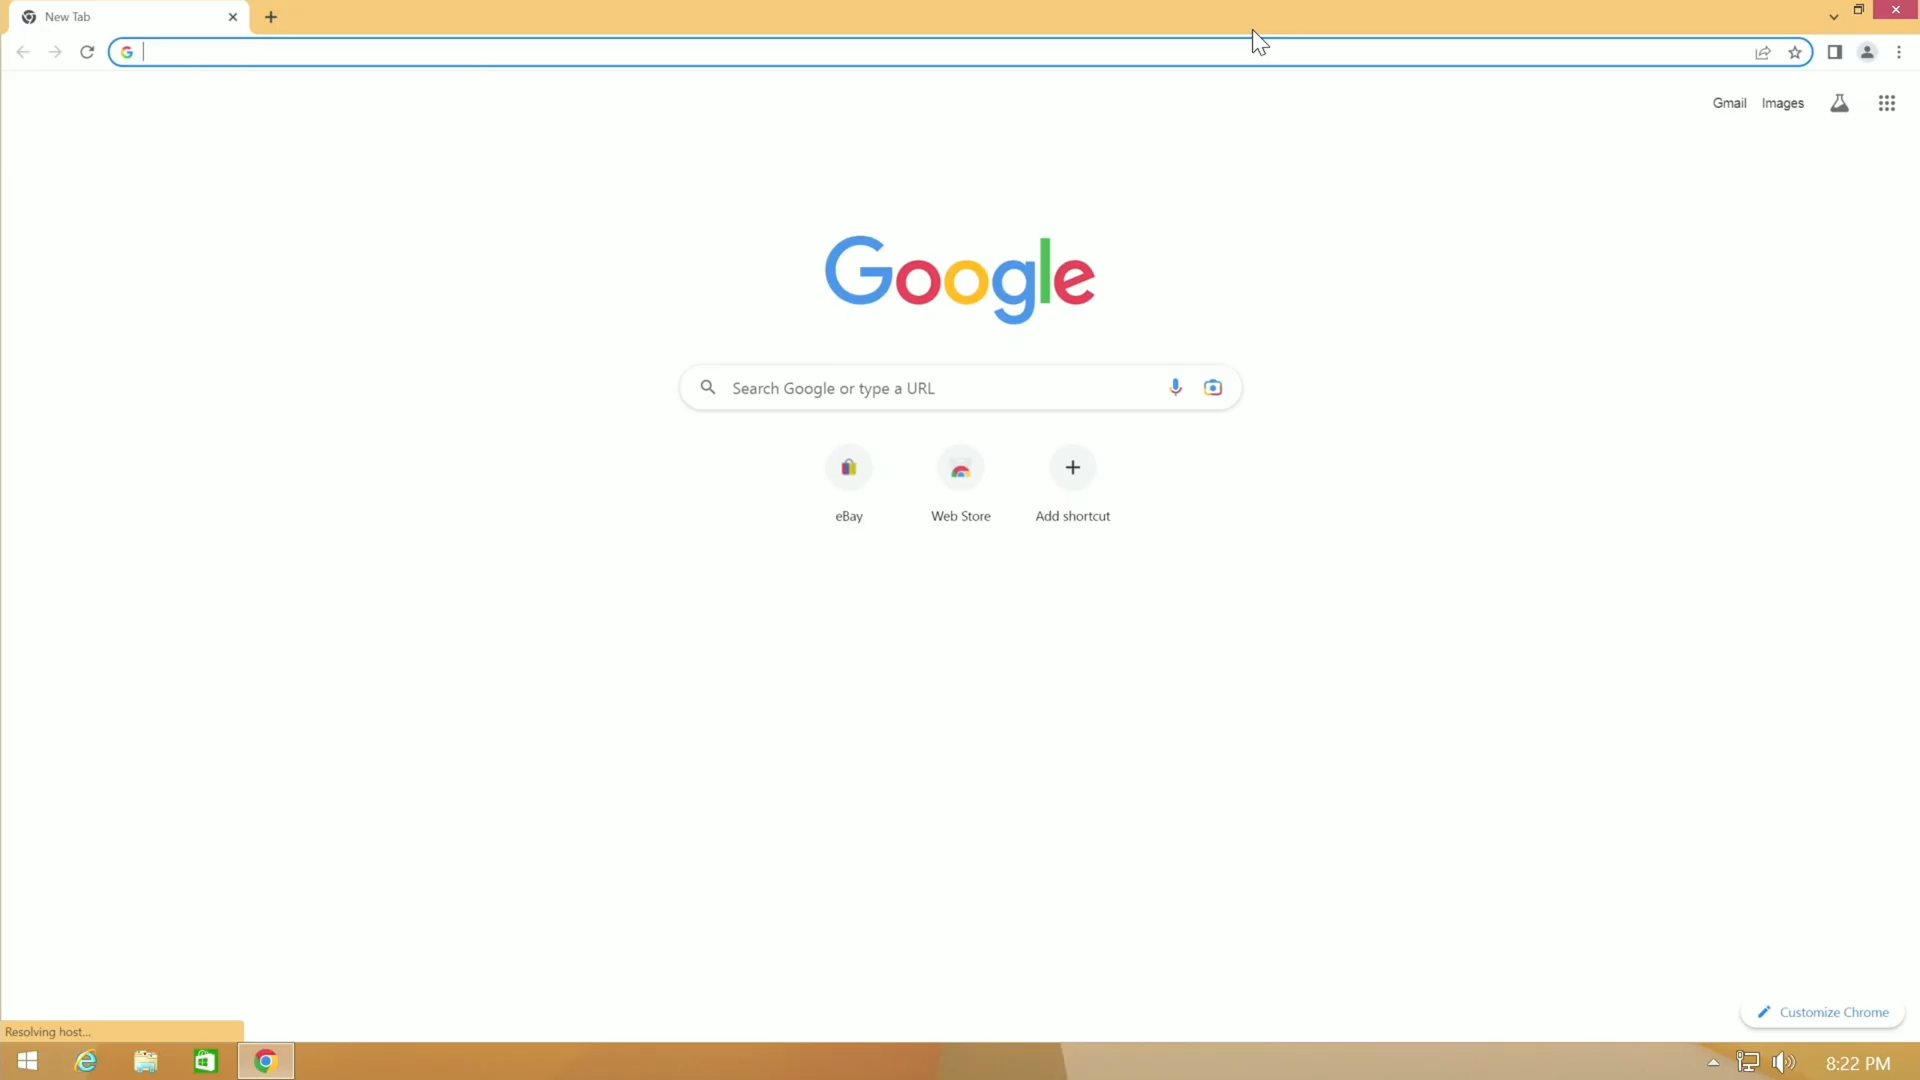 New Tab
Gmail Images
Google
Search Google or type a URL
eBay
Web Store
Add shortcut
Customize Chrome
Resolving host...
8:22 PM